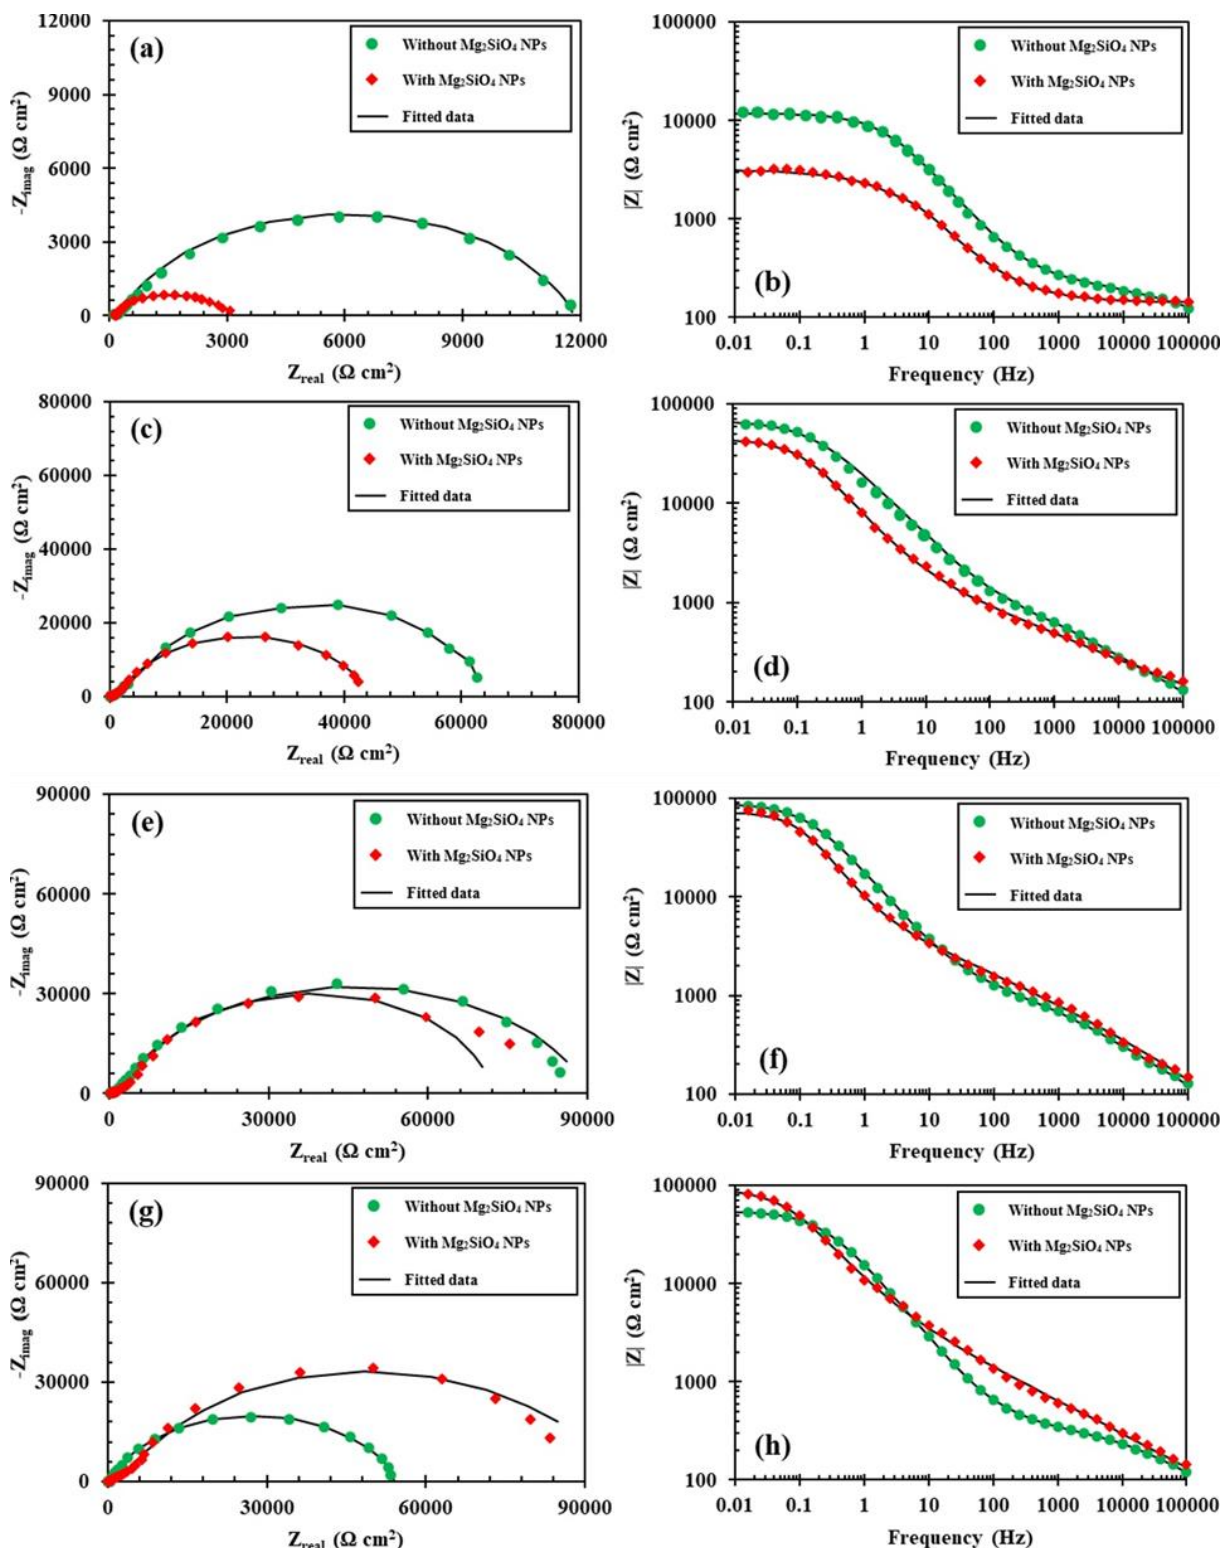 12000
9000
6000
3000
0
-Zimag (Ω cm²)
(a)
Without Mg₂SiO₄ NPs
With Mg₂SiO₄ NPs
Fitted data
0 3000 6000 9000 12000
Zreal (Ω cm²)
100000
10000
1000
100
|Z| (Ω cm²)
Without Mg₂SiO₄ NPs
With Mg₂SiO₄ NPs
Fitted data
(b)
0.01 0.1 1 10 100 1000 10000 100000
Frequency (Hz)
80000
60000
40000
20000
0
-Zimag (Ω cm²)
(c)
Without Mg₂SiO₄ NPs
With Mg₂SiO₄ NPs
Fitted data
0 20000 40000 60000 80000
Zreal (Ω cm²)
100000
10000
1000
100
|Z| (Ω cm²)
Without Mg₂SiO₄ NPs
With Mg₂SiO₄ NPs
Fitted data
(d)
0.01 0.1 1 10 100 1000 10000 100000
Frequency (Hz)
90000
60000
30000
0
-Zimag (Ω cm²)
(e)
Without Mg₂SiO₄ NPs
With Mg₂SiO₄ NPs
Fitted data
0 30000 60000 90000
Zreal (Ω cm²)
100000
10000
1000
100
|Z| (Ω cm²)
Without Mg₂SiO₄ NPs
With Mg₂SiO₄ NPs
Fitted data
(f)
0.01 0.1 1 10 100 1000 10000 100000
Frequency (Hz)
90000
60000
30000
0
-Zimag (Ω cm²)
(g)
Without Mg₂SiO₄ NPs
With Mg₂SiO₄ NPs
Fitted data
0 30000 60000 90000
Zreal (Ω cm²)
100000
10000
1000
100
|Z| (Ω cm²)
Without Mg₂SiO₄ NPs
With Mg₂SiO₄ NPs
Fitted data
(h)
0.01 0.1 1 10 100 1000 10000 100000
Frequency (Hz)